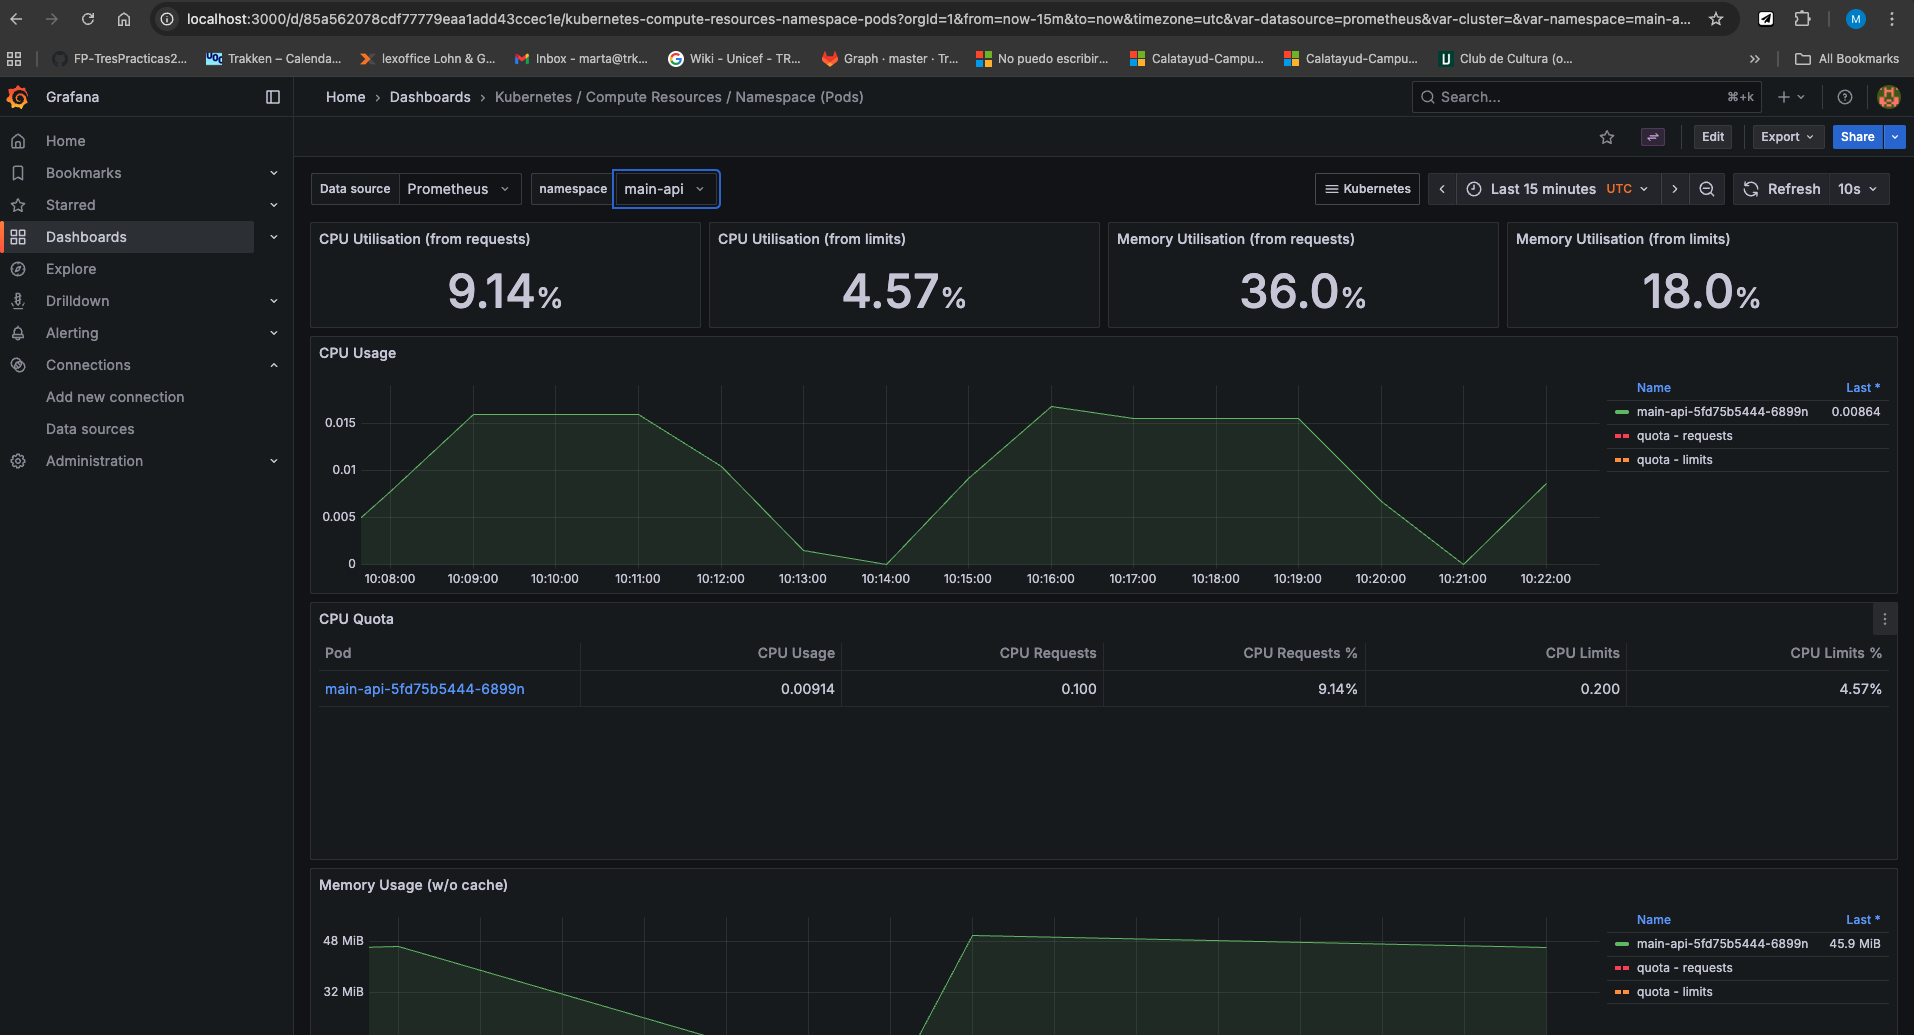 localhost:3000/d/85a562078cdf77779eaa1add43ccec1e/kubernetes-compute-resources-namespace-pods?orgId=1&from=now-15m&to=now&timezone=utc&var-datasource=prometheus&var-cluster=&var-namespace=main-a...
M
FP-TresPracticas2... Trakken – Calenda... lexoffice Lohn & G... Inbox - marta@trk... Wiki - Unicef - TR... Graph · master · Tr... No puedo escribir... Calatayud-Campu... Calatayud-Campu... Club de Cultura (o... All Bookmarks
Grafana
Home › Dashboards › Kubernetes / Compute Resources / Namespace (Pods)
Search... ⌘+k
Edit Export Share
Home
Bookmarks
Starred
Dashboards
Explore
Drilldown
Alerting
Connections
Add new connection
Data sources
Administration
Data source Prometheus namespace main-api
Kubernetes Last 15 minutes UTC Refresh 10s
CPU Utilisation (from requests)
9.14%
CPU Utilisation (from limits)
4.57%
Memory Utilisation (from requests)
36.0%
Memory Utilisation (from limits)
18.0%
CPU Usage
0.015
0.01
0.005
0
10:08:00 10:09:00 10:10:00 10:11:00 10:12:00 10:13:00 10:14:00 10:15:00 10:16:00 10:17:00 10:18:00 10:19:00 10:20:00 10:21:00 10:22:00
Name Last *
main-api-5fd75b5444-6899n 0.00864
quota - requests
quota - limits
CPU Quota
Pod CPU Usage CPU Requests CPU Requests % CPU Limits CPU Limits %
main-api-5fd75b5444-6899n 0.00914 0.100 9.14% 0.200 4.57%
Memory Usage (w/o cache)
48 MiB
32 MiB
Name Last *
main-api-5fd75b5444-6899n 45.9 MiB
quota - requests
quota - limits